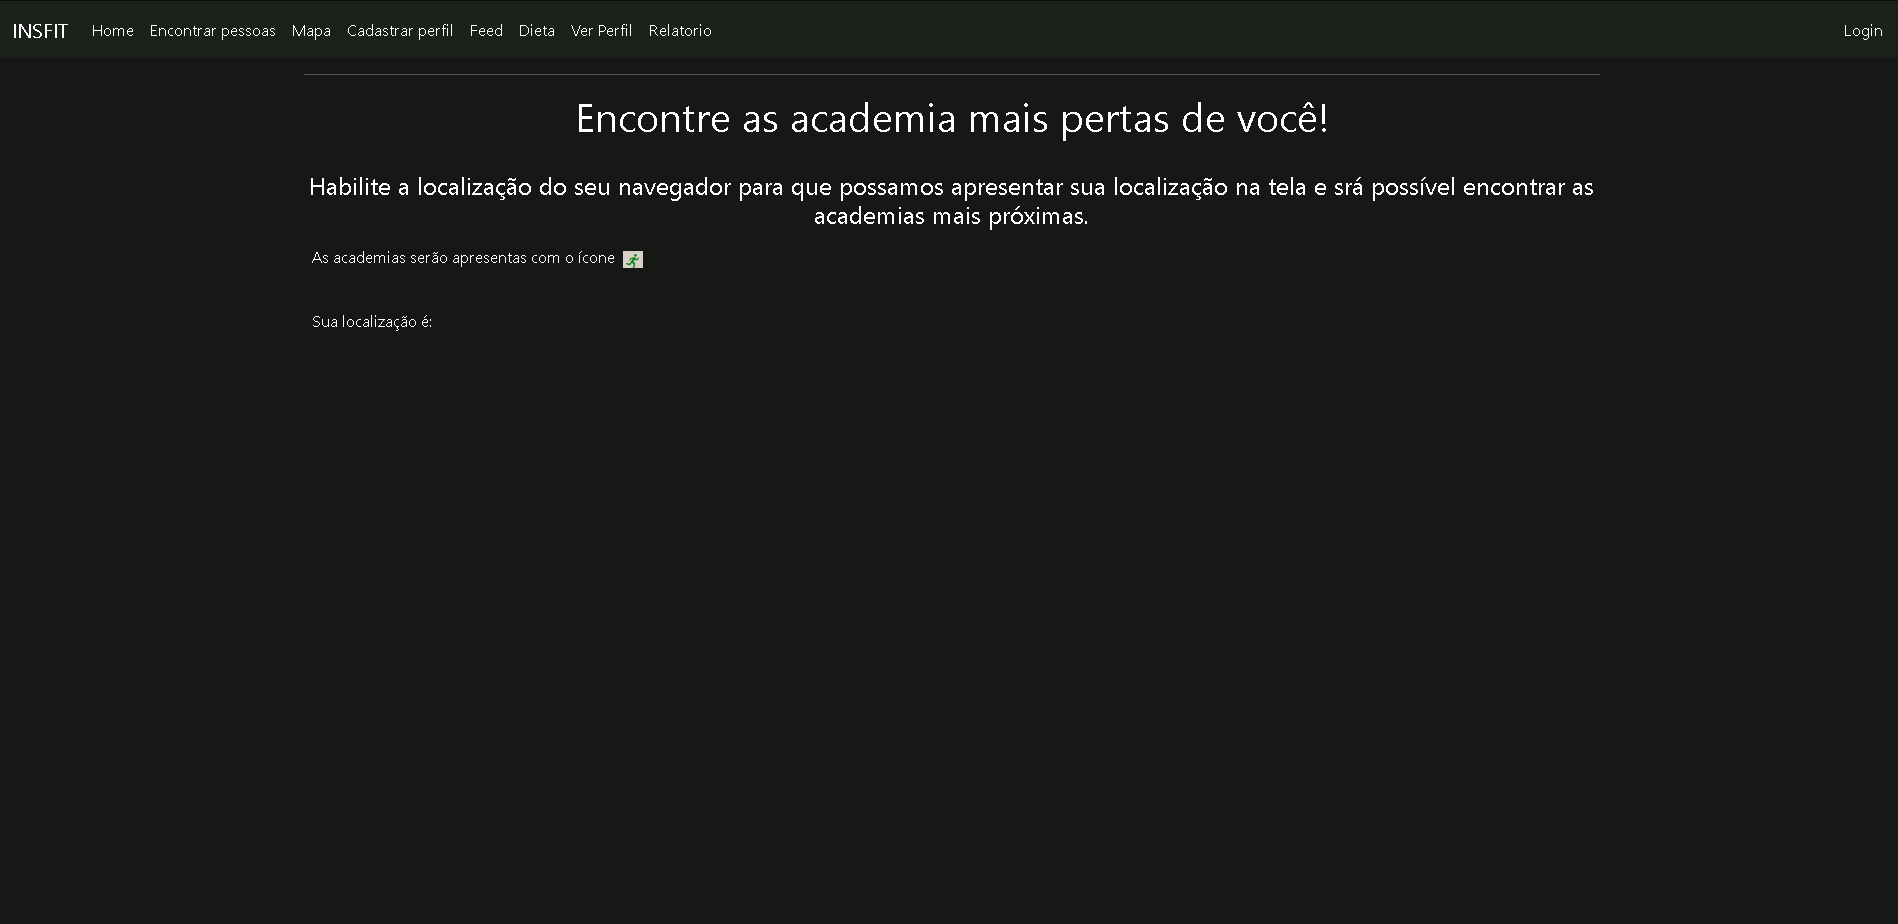 INSFIT Home Encontrar pessoas Mapa Cadastrar perfil Feed Dieta Ver Perfil Relatorio Login
Encontre as academia mais pertas de você!
Habilite a localização do seu navegador para que possamos apresentar sua localização na tela e srá possível encontrar as
academias mais próximas.
As academias serão apresentas com o ícone
Sua localização é: